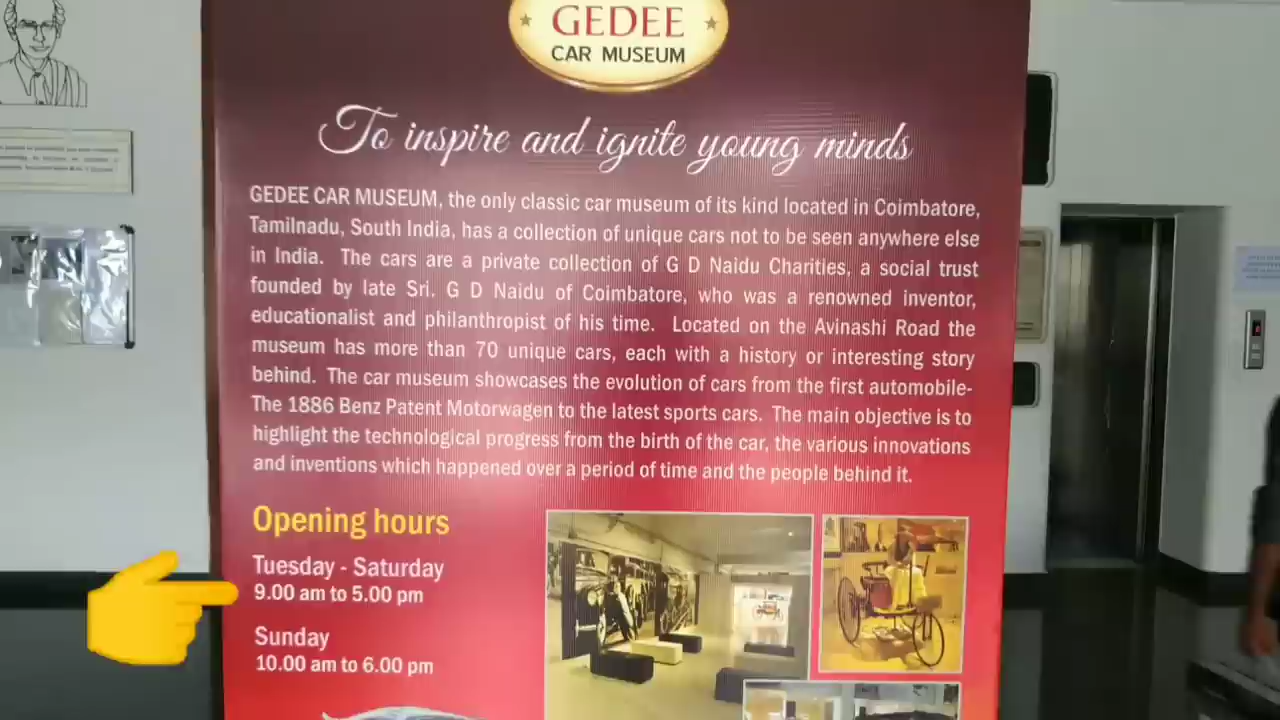 GEDEE
CAR MUSEUM
To inspire and ignite young minds
GEDEE CAR MUSEUM, the only classic car museum of its kind located in Coimbatore,
Tamilnadu, South India, has a collection of unique cars not to be seen anywhere else
in India. The cars are a private collection of G D Naidu Charities, a social trust
founded by late Sri. G D Naidu of Coimbatore, who was a renowned inventor,
educationalist and philanthropist of his time. Located on the Avinashi Road the
museum has more than 70 unique cars, each with a history or interesting story
behind. The car museum showcases the evolution of cars from the first automobile-
The 1886 Benz Patent Motorwagen to the latest sports cars. The main objective is to
highlight the technological progress from the birth of the car, the various innovations
and inventions which happened over a period of time and the people behind it.
Opening hours
Tuesday - Saturday
9.00 am to 5.00 pm
Sunday
10.00 am to 6.00 pm